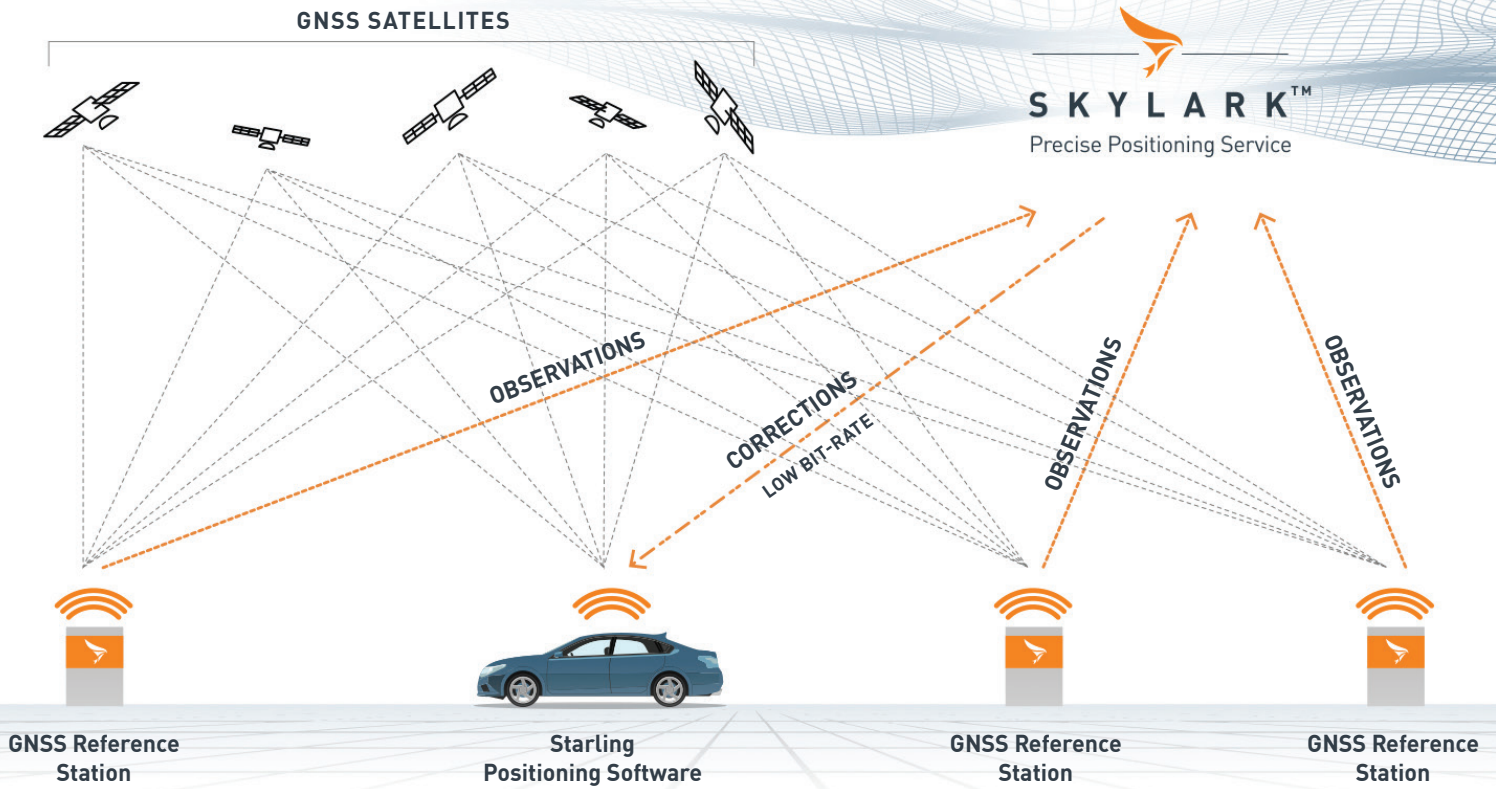 GNSS SATELLITES
SKYLARK™
Precise Positioning Service
OBSERVATIONS
CORRECTIONS
LOW BIT-RATE
OBSERVATIONS
OBSERVATIONS
GNSS Reference
Station
Starling
Positioning Software
GNSS Reference
Station
GNSS Reference
Station